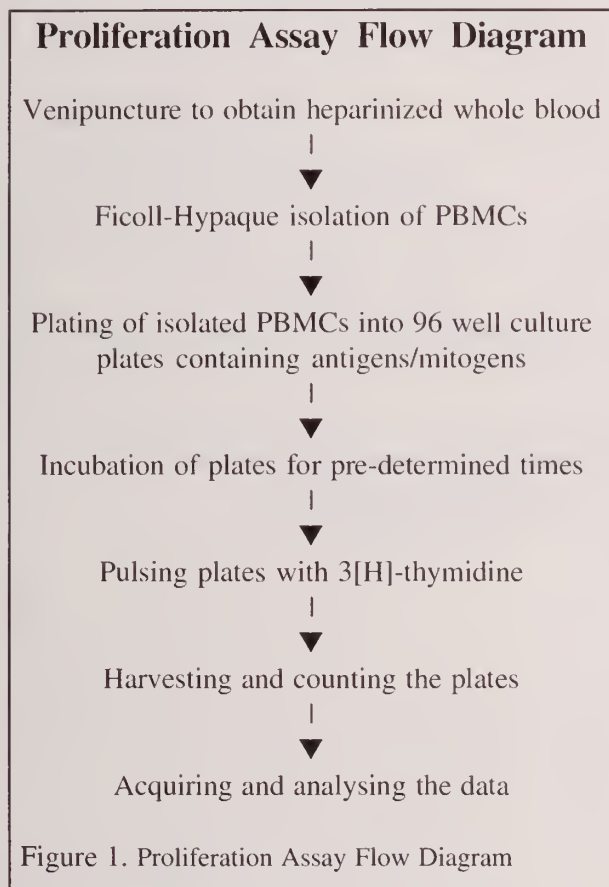 Proliferation Assay Flow Diagram
Venipuncture to obtain heparinized whole blood
Ficoll-Hypaque isolation of PBMCs
Plating of isolated PBMCs into 96 well culture
plates containing antigens/mitogens
Incubation of plates for pre-determined times
Pulsing plates with 3[H]-thymidine
Harvesting and counting the plates
Acquiring and analysing the data
Figure 1. Proliferation Assay Flow Diagram